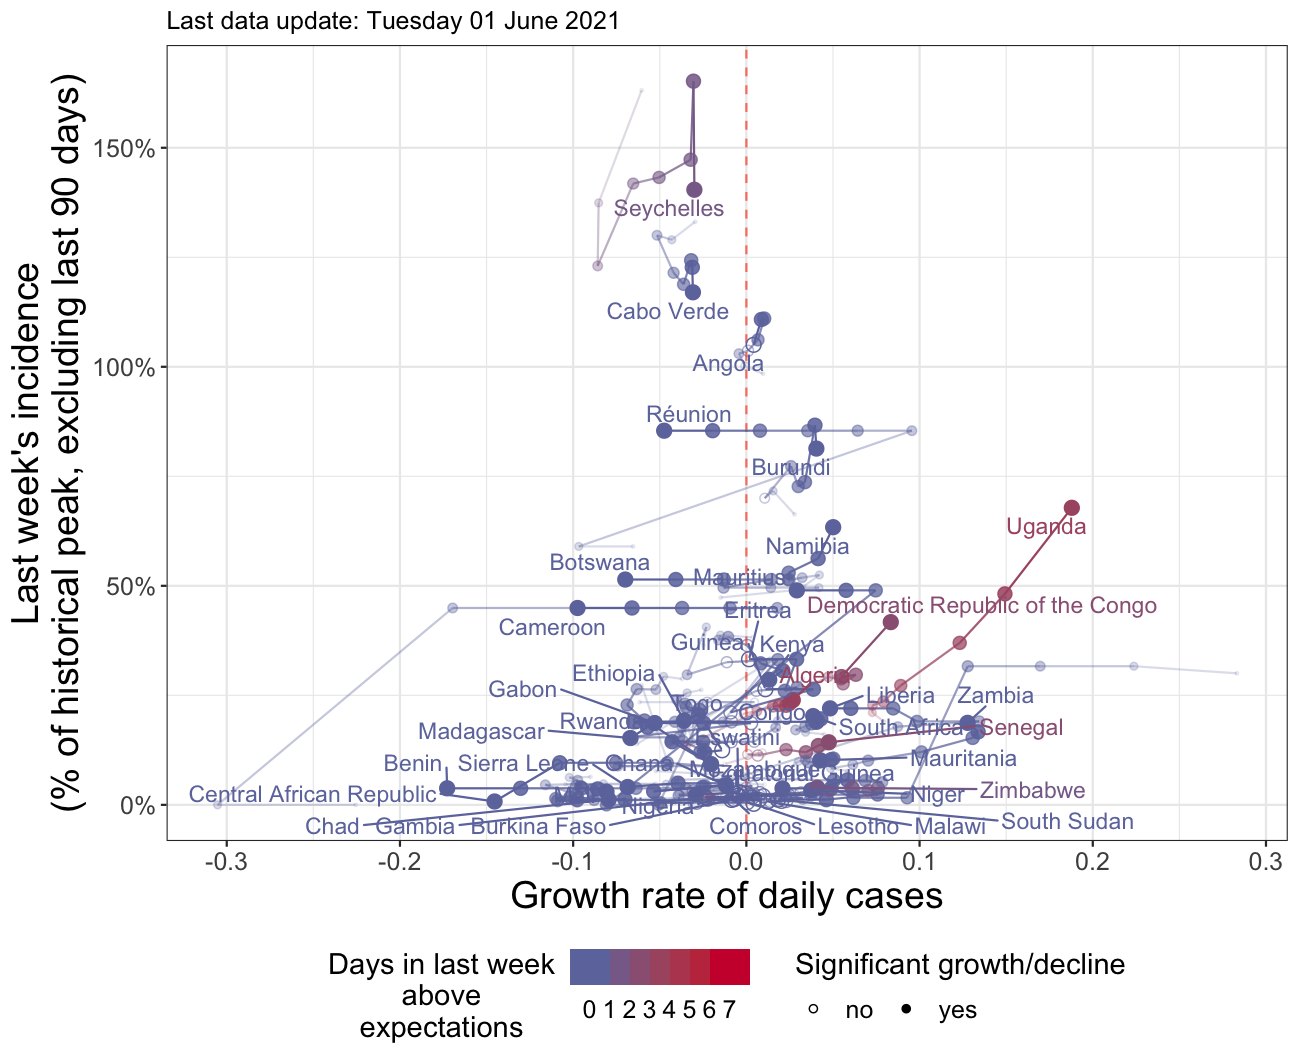 Last data update: Tuesday 01 June 2021
Last week's incidence
(% of historical peak, excluding last 90 days)
150%
100%
50%
0%
Seychelles
Cabo Verde
Angola
Réunion
Burundi
Uganda
Namibia
Botswana
Mauritius
Democratic Republic of the Congo
Eritrea
Cameroon
Guinea
Kenya
Ethiopia
Algeria
Gabon
Liberia
Zambia
Togo
Congo
Rwanda
South Africa
Senegal
Madagascar
Eswatini
Mauritania
Benin
Sierra Leone
Ghana
Mozambique
Equatorial Guinea
Zimbabwe
Central African Republic
Niger
Nigeria
Chad
Gambia
Burkina Faso
Comoros
Lesotho
Malawi
South Sudan
-0.3
-0.2
-0.1
0.0
0.1
0.2
0.3
Growth rate of daily cases
Days in last week
above
expectations
0 1 2 3 4 5 6 7
Significant growth/decline
no
yes